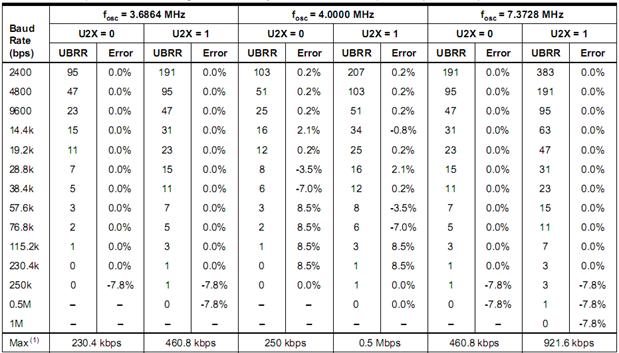 Baud Rate (bps) f_osc = 3.6864 MHz f_osc = 4.0000 MHz f_osc = 7.3728 MHz
U2X = 0 U2X = 1 U2X = 0 U2X = 1 U2X = 0 U2X = 1
UBRR Error UBRR Error UBRR Error UBRR Error UBRR Error UBRR Error
2400 95 0.0% 191 0.0% 103 0.2% 207 0.2% 191 0.0% 383 0.0%
4800 47 0.0% 95 0.0% 51 0.2% 103 0.2% 95 0.0% 191 0.0%
9600 23 0.0% 47 0.0% 25 0.2% 51 0.2% 47 0.0% 95 0.0%
14.4k 15 0.0% 31 0.0% 16 2.1% 34 -0.8% 31 0.0% 63 0.0%
19.2k 11 0.0% 23 0.0% 12 0.2% 25 0.2% 23 0.0% 47 0.0%
28.8k 7 0.0% 15 0.0% 8 -3.5% 16 2.1% 15 0.0% 31 0.0%
38.4k 5 0.0% 11 0.0% 6 -7.0% 12 0.2% 11 0.0% 23 0.0%
57.6k 3 0.0% 7 0.0% 3 8.5% 8 -3.5% 7 0.0% 15 0.0%
76.8k 2 0.0% 5 0.0% 2 8.5% 6 -7.0% 5 0.0% 11 0.0%
115.2k 1 0.0% 3 0.0% 1 8.5% 3 8.5% 3 0.0% 7 0.0%
230.4k 0 0.0% 1 0.0% 0 8.5% 1 8.5% 1 0.0% 3 0.0%
250k 0 -7.8% 1 -7.8% 0 0.0% 1 0.0% 1 -7.8% 3 -7.8%
0.5M – – 0 -7.8% – – 0 0.0% 0 -7.8% 1 -7.8%
1M – – – – – – – – – – 0 -7.8%
Max (1) 230.4 kbps 460.8 kbps 250 kbps 0.5 Mbps 460.8 kbps 921.6 kbps